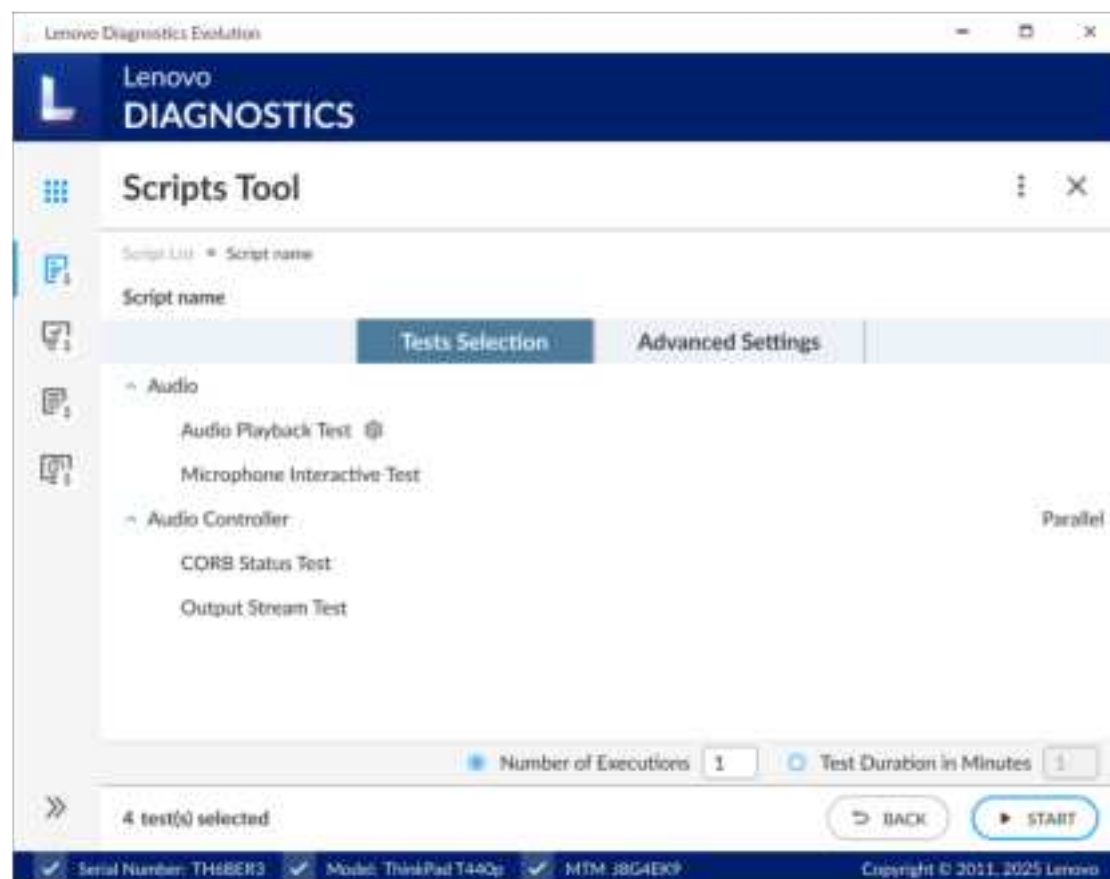 Lenovo Diagnostics Evolution
L
Lenovo
DIAGNOSTICS
Scripts Tool
Script List • Script name
Script name
Tests Selection Advanced Settings
Audio
Audio Playback Test
Microphone Interactive Test
Audio Controller Parallel
CORB Status Test
Output Stream Test
Number of Executions 1 Test Duration in Minutes 1
4 test(s) selected BACK START
Serial Number: TH6BER3 Model: ThinkPad T440p MTM J8G4EK9 Copyright © 2011, 2025 Lenovo